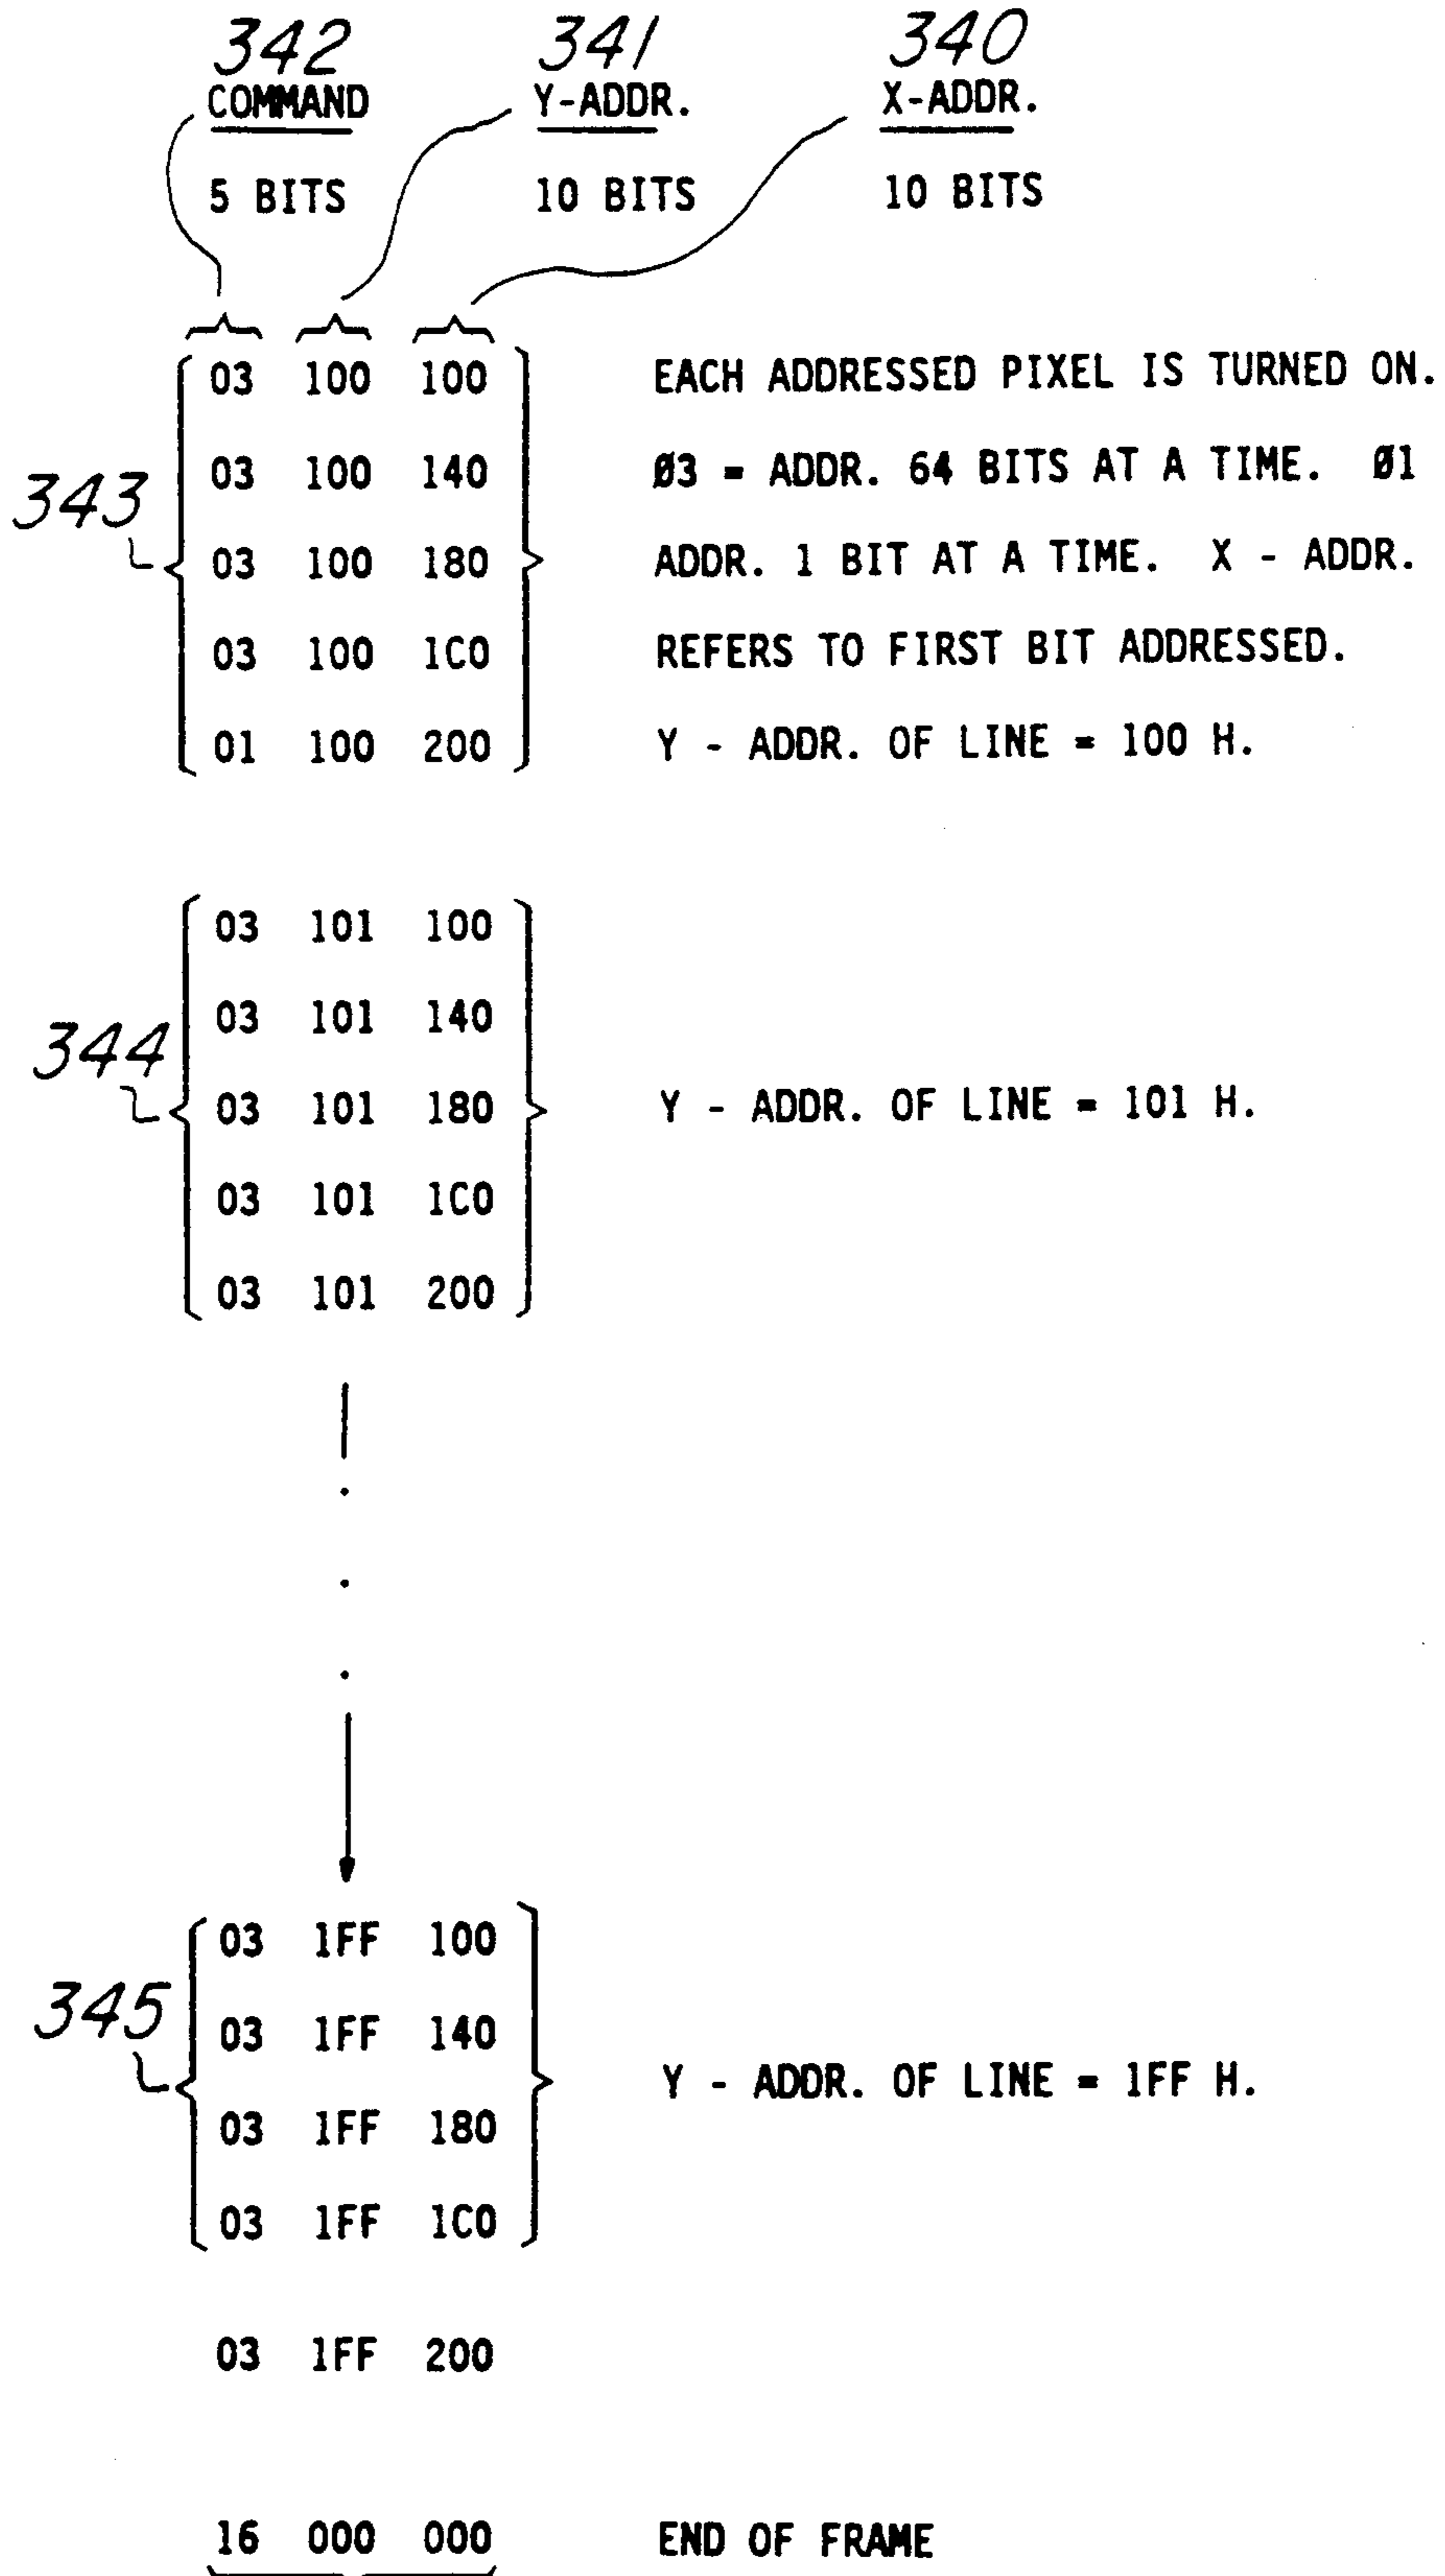 342 341 340
COMMAND Y-ADDR. X-ADDR.
5 BITS 10 BITS 10 BITS
03 100 100 EACH ADDRESSED PIXEL IS TURNED ON.
03 100 140 Ø3 = ADDR. 64 BITS AT A TIME. Ø1
343
03 100 180 ADDR. 1 BIT AT A TIME. X - ADDR.
03 100 1C0 REFERS TO FIRST BIT ADDRESSED.
01 100 200 Y - ADDR. OF LINE = 100 H.
03 101 100
03 101 140
344
03 101 180 Y - ADDR. OF LINE = 101 H.
03 101 1C0
03 101 200
03 1FF 100
345
03 1FF 140
Y - ADDR. OF LINE = 1FF H.
03 1FF 180
03 1FF 1C0
03 1FF 200
16 000 000 END OF FRAME